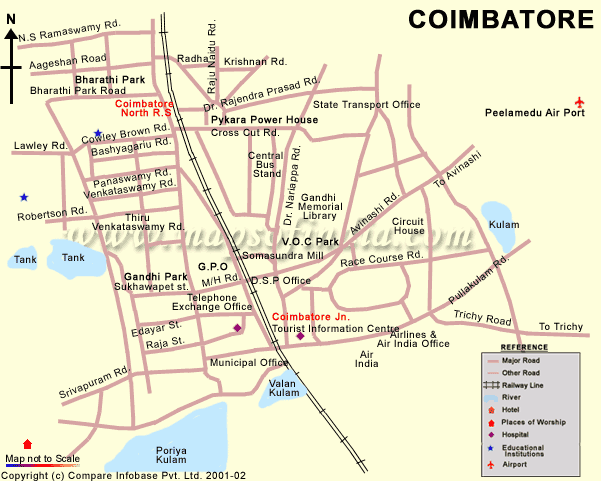 COIMBATORE
N
N.S Ramaswamy Rd.
Aageshan Road
Bharathi Park
Bharathi Park Road
Radha
Krishnan Rd.
Raju Naidu Rd.
Coimbatore
North R.S
Dr. Rajendra Prasad Rd.
State Transport Office
Peelamedu Air Port
Pykara Power House
Cross Cut Rd.
Cowley Brown Rd.
Lawley Rd.
Bashyagariu Rd.
Central
Bus
Stand
Dr. Nariappa Rd.
Panaswamy Rd.
Venkataswamy Rd.
Gandhi
Memorial
Library
Avinashi Rd.
To Avinashi
Robertson Rd.
Thiru
Venkataswamy Rd.
Circuit
House
Kulam
www.mapsofindia.com
V.O.C Park
Somasundra Mill
Race Course Rd.
Tank
Tank
G.P.O
Gandhi Park
Sukhawapet st.
M/H Rd.
D.S.P Office
Pullakulam Rd.
Telephone
Exchange Office
Coimbatore Jn.
Tourist Information Centre
Trichy Road
To Trichy
Edayar St.
Raja St.
Airlines &
Air India Office
Air
India
Municipal Office
Srivapuram Rd.
Valan
Kulam
Poriya
Kulam
REFERENCE
Major Road
Other Road
Railway Line
River
Hotel
Places of Worship
Hospital
Educational
Institutions
Airport
Map not to Scale
Copyright (c) Compare Infobase Pvt. Ltd. 2001-02